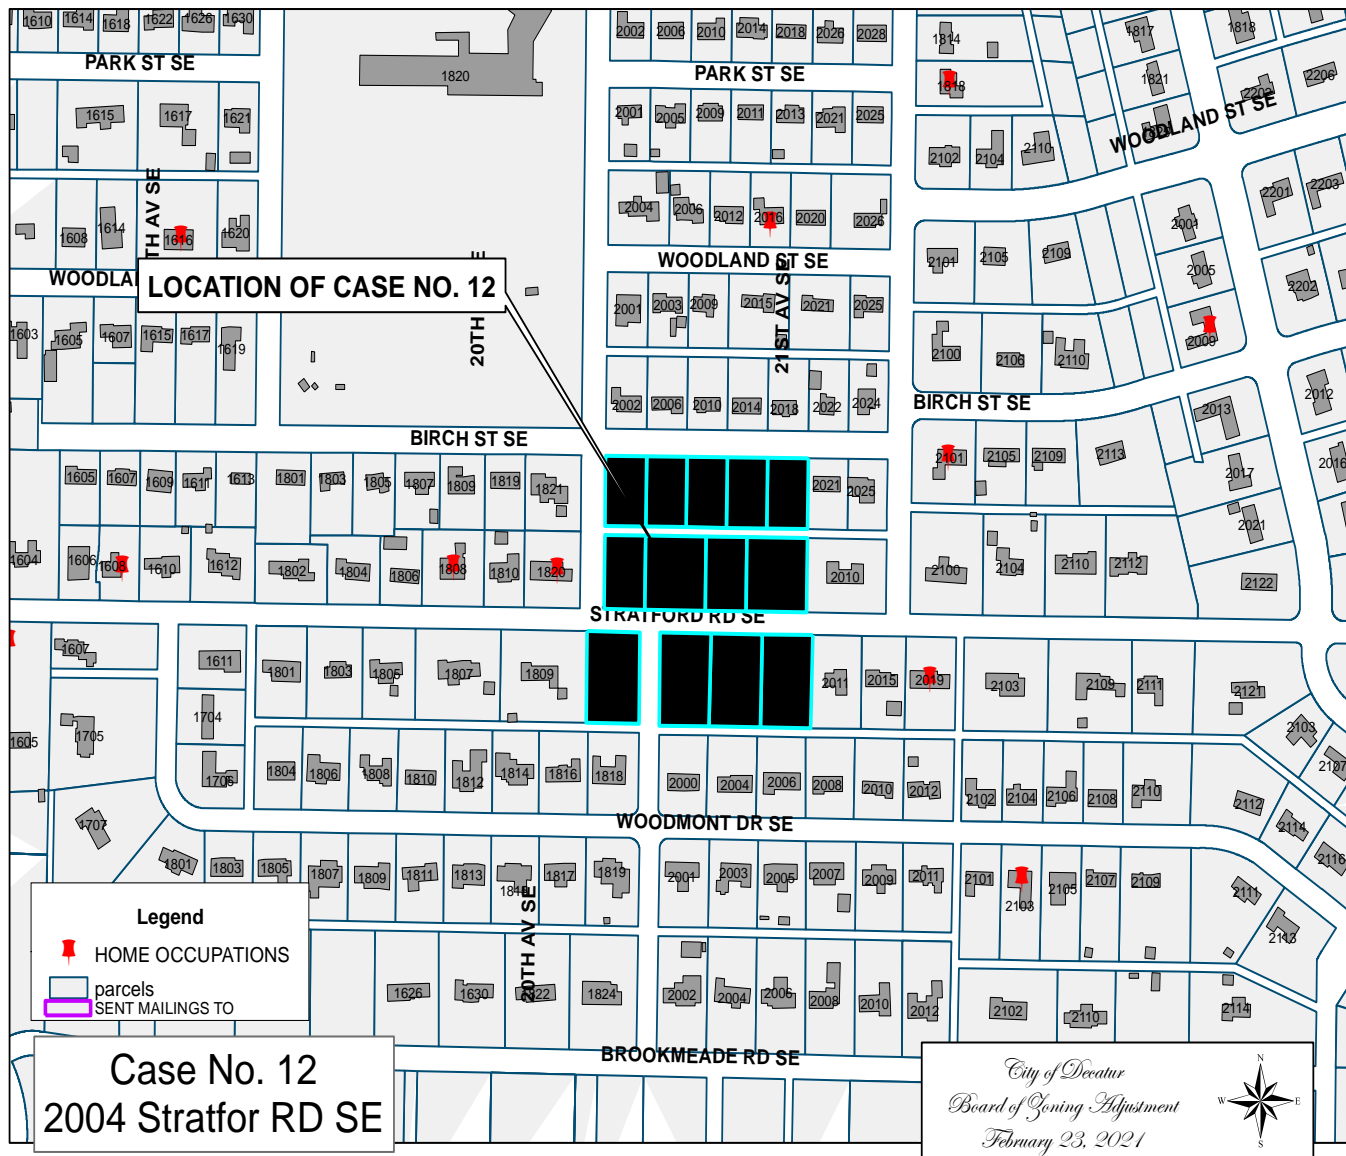 1610 1614 1618 1622 1626 1630
PARK ST SE
1820
2002 2006 2010 2014 2018 2026 2028
PARK ST SE
1814
1818
1817
1821
1818
2202
2206
WOODLAND ST SE
1615 1617 1621
2001 2005 2009 2011 2013 2021 2025
2102 2104 2110
1608 1614 1616 1620
TH AV SE
2004 2006 2012 2016 2020 2026
2201 2203
2001
2005
2009
2202
WOODLA
WOODLAND ST SE
2101 2105 2109
LOCATION OF CASE NO. 12
20TH
21ST AV SE
1603 1605 1607 1615 1617 1619
2001 2003 2009 2015 2021 2025
2100 2106 2110
2002 2006 2010 2014 2018 2022 2024
BIRCH ST SE
BIRCH ST SE
2013
2012
2017
2016
2021
2122
1605 1607 1609 1611 1613 1801 1803 1805 1807 1809 1819 1821
2021 2025
2101 2105 2109 2113
1604 1606 1608 1610 1612 1802 1804 1806 1808 1810 1820
2010
2100 2104 2110 2112
STRATFORD RD SE
1607
1611 1801 1803 1805 1807 1809
2011 2015 2019 2103 2109 2111 2121
2103
2107
1605 1705 1704
1706
1804 1806 1808 1810 1812 1814 1816 1818
2000 2004 2006 2008 2010 2012
2102 2104 2106 2108 2110
2112
2114
2116
1707
WOODMONT DR SE
1801 1803 1805 1807 1809 1811 1813 1817 1819
2001 2003 2005 2007 2009 2011
2101 2103 2105 2107 2109
2111
2113
20TH AV SE
1626 1630 1824
2002 2004 2006 2008 2010 2012
2102 2110 2114
BROOKMEADE RD SE
Legend
HOME OCCUPATIONS
parcels
SENT MAILINGS TO
Case No. 12
2004 Stratfor RD SE
City of Decatur
Board of Zoning Adjustment
February 23, 2021
N
W E
S